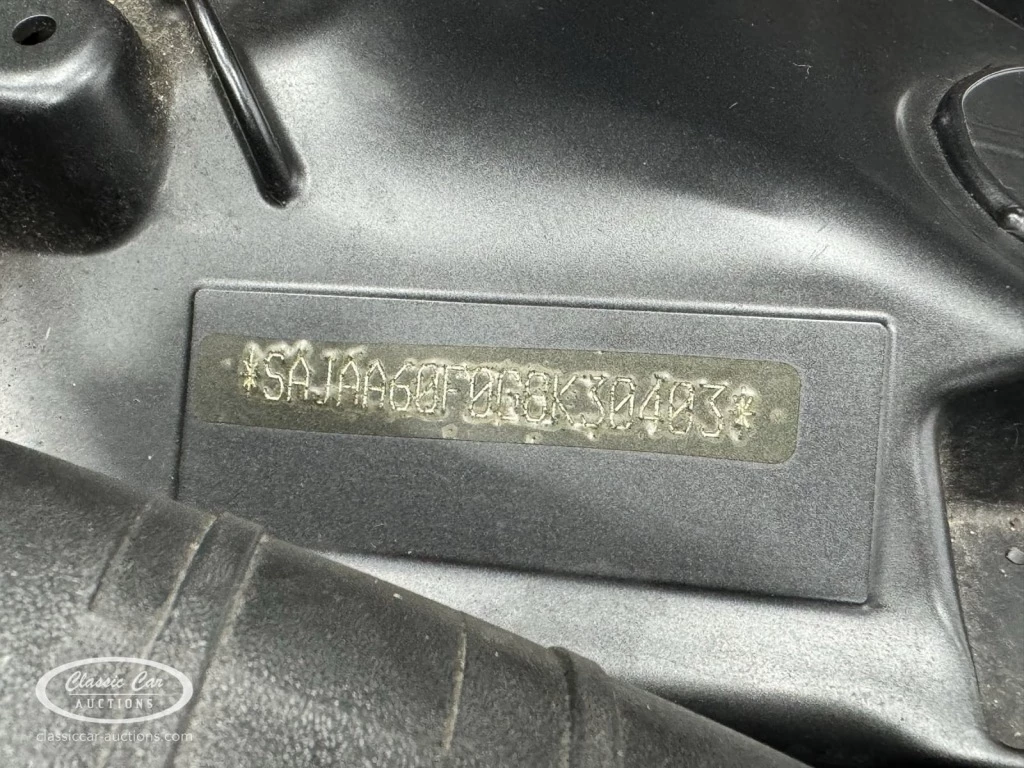 *SAJAA60F0G8K30403*
Classic Car
AUCTIONS
classiccar-auctions.com